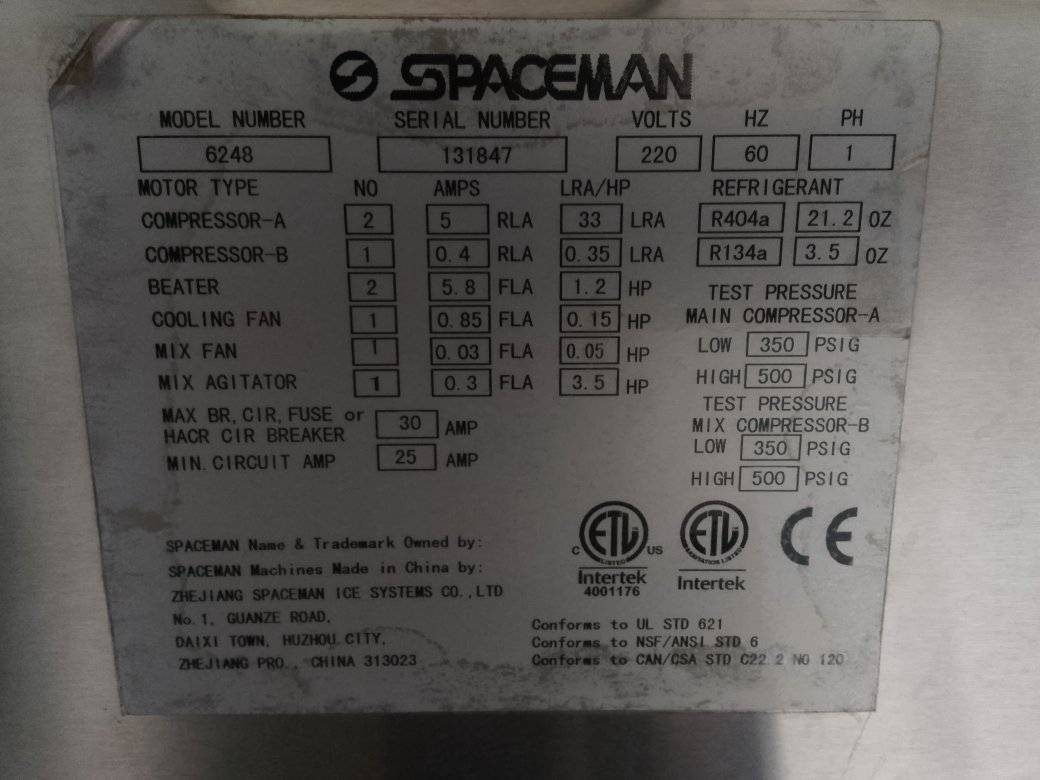 SPACEMAN
MODEL NUMBER SERIAL NUMBER VOLTS HZ PH
6248 131847 220 60 1
MOTOR TYPE NO AMPS LRA/HP REFRIGERANT
COMPRESSOR-A 2 5 RLA 33 LRA R404a 21.2 OZ
COMPRESSOR-B 1 0.4 RLA 0.35 LRA R134a 3.5 OZ
BEATER 2 5.8 FLA 1.2 HP
COOLING FAN 1 0.85 FLA 0.15 HP
MIX FAN 1 0.03 FLA 0.05 HP
MIX AGITATOR 1 0.3 FLA 3.5 HP
TEST PRESSURE
MAIN COMPRESSOR-A
LOW 350 PSIG
HIGH 500 PSIG
TEST PRESSURE
MIX COMPRESSOR-B
LOW 350 PSIG
HIGH 500 PSIG
MAX BR, CIR, FUSE or
HACR CIR BREAKER 30 AMP
MIN. CIRCUIT AMP 25 AMP
SPACEMAN Name & Trademark Owned by:
SPACEMAN Machines Made in China by:
ZHEJIANG SPACEMAN ICE SYSTEMS CO., LTD
No. 1, GUANZE ROAD,
DAIXI TOWN, HUZHOU CITY,
ZHEJIANG PRO., CHINA 313023
C ETL US
LISTED
Intertek
4001176
ETL
SANITATION LISTED
Intertek
CE
Conforms to UL STD 621
Conforms to NSF/ANSI STD 6
Conforms to CAN/CSA STD C22.2 NO 120